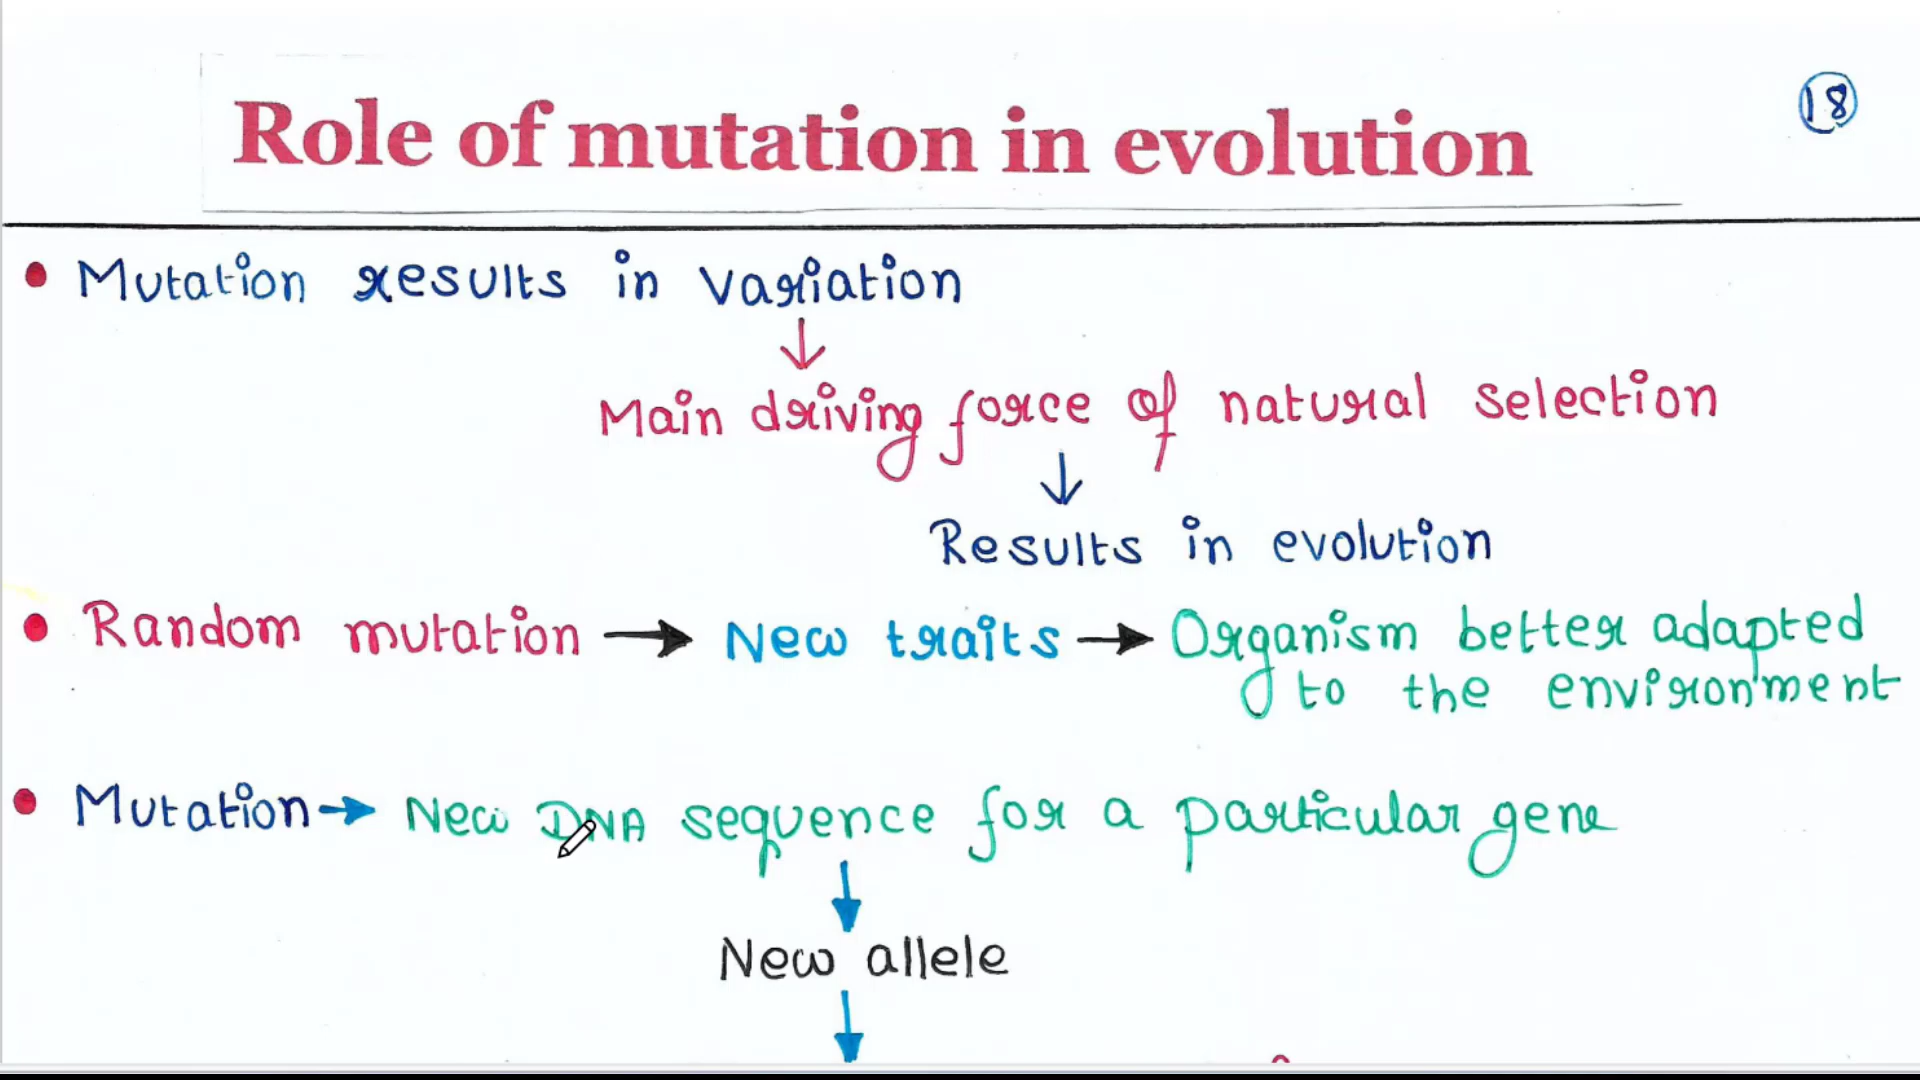 Role of mutation in evolution
18
• Mutation results in variation
↓
Main driving force of natural selection
↓
Results in evolution
• Random mutation → New traits → Organism better adapted
to the environment
• Mutation → New DNA sequence for a particular gene
↓
New allele
↓